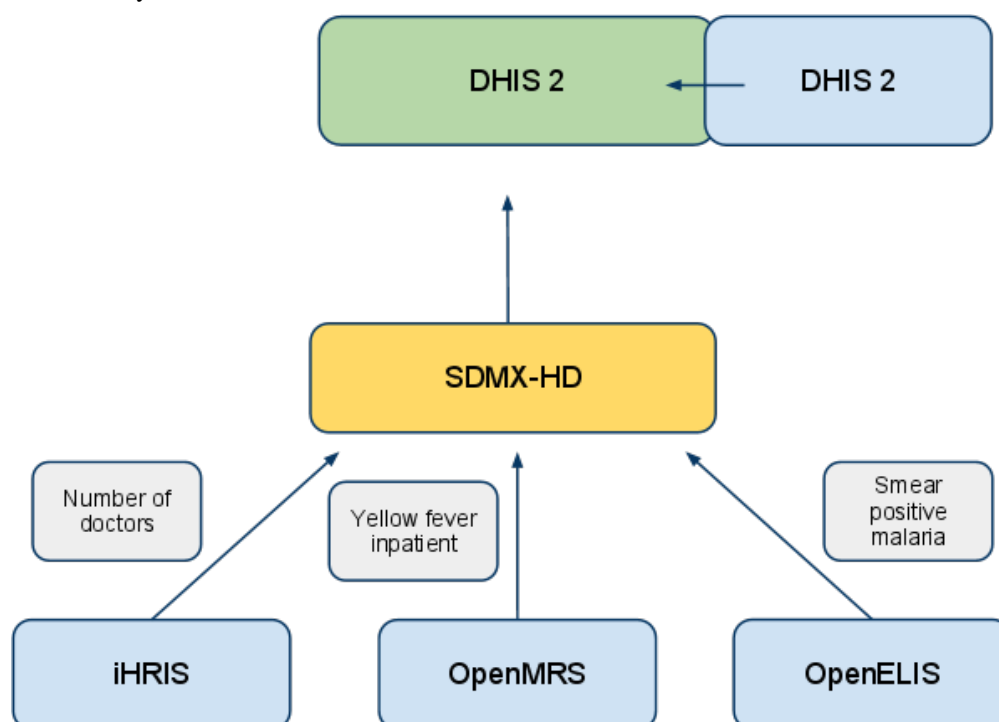 DHIS 2
DHIS 2
SDMX-HD
Number of
doctors
Yellow fever
inpatient
Smear
positive
malaria
iHRIS
OpenMRS
OpenELIS